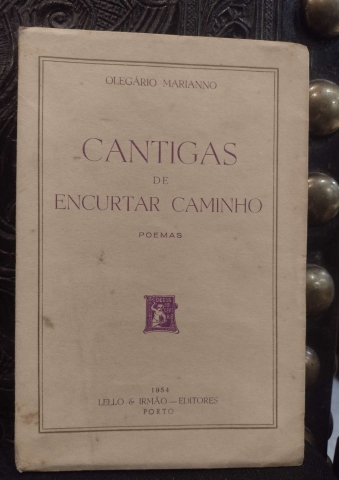 OLEGÁRIO MARIANNO
CANTIGAS
DE
ENCURTAR CAMINHO
POEMAS
1954
LELLO & IRMÃO — EDITORES
PORTO